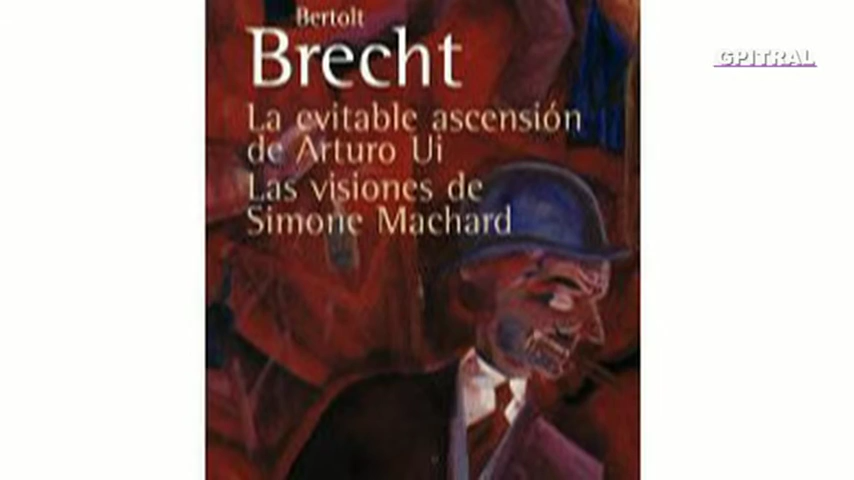 Bertolt
Brecht
La evitable ascensión
de Arturo Ui
Las visiones de
Simone Machard
GPITRAL